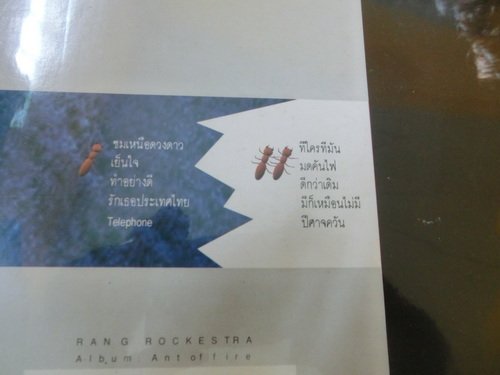 ชมเหนือดวงดาว
เย็นใจ
ทำอย่างดี
รักเธอประเทศไทย
Telephone
ทีใครทีมัน
มดคันไฟ
ดีกว่าเดิม
มีก็เหมือนไม่มี
ปีศาจควัน
RANG ROCKESTRA
Album: Ant of fire